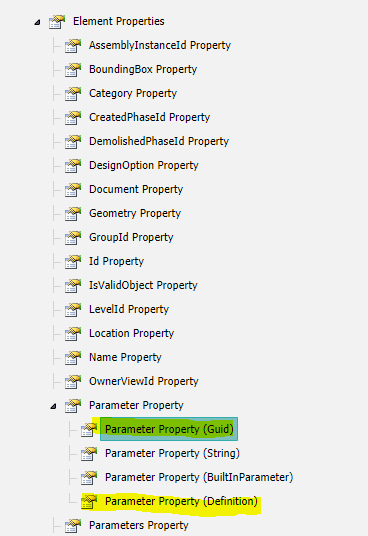 Element Properties
AssemblyInstanceId Property
BoundingBox Property
Category Property
CreatedPhaseId Property
DemolishedPhaseId Property
DesignOption Property
Document Property
Geometry Property
GroupId Property
Id Property
IsValidObject Property
LevelId Property
Location Property
Name Property
OwnerViewId Property
Parameter Property
Parameter Property (Guid)
Parameter Property (String)
Parameter Property (BuiltInParameter)
Parameter Property (Definition)
Parameters Property